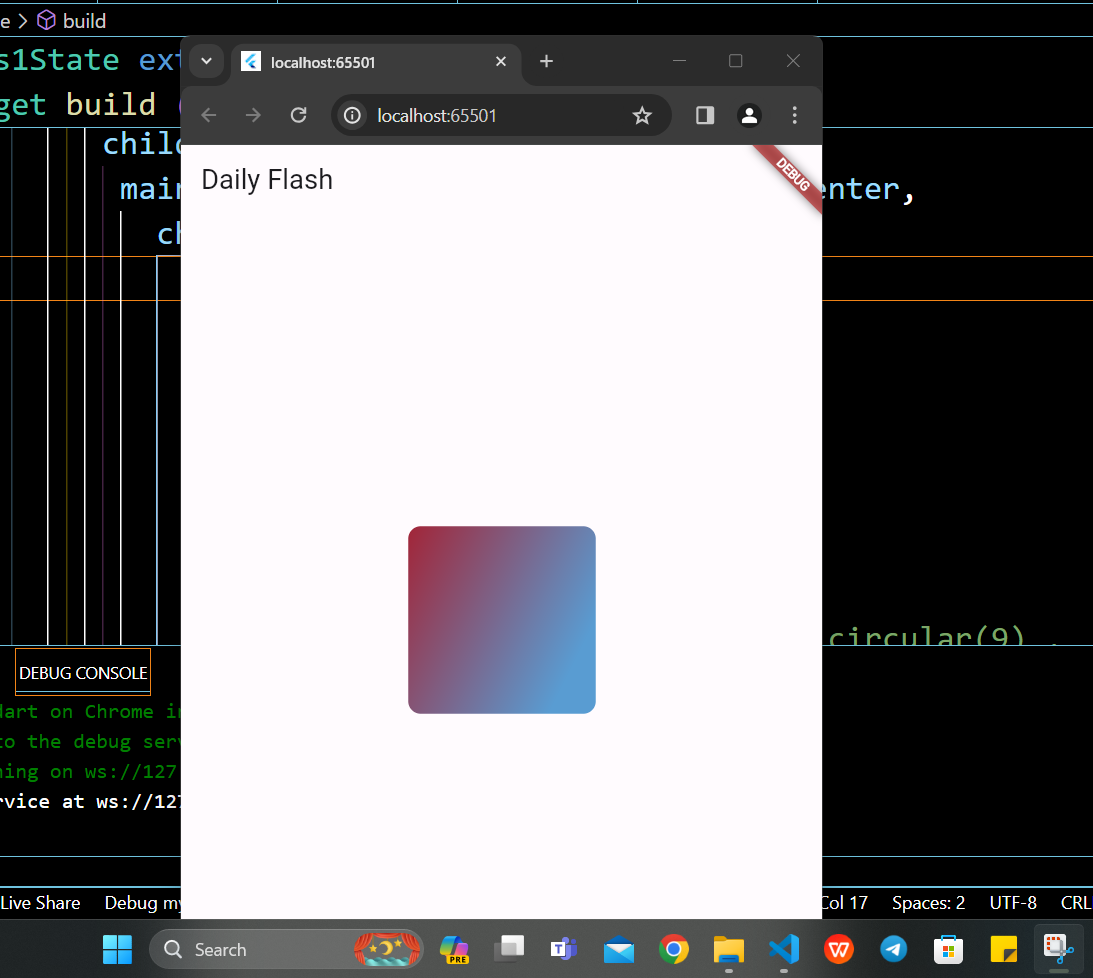 e > build
s1State ext
get build (
chilc
main enter,
ch
circular(9) .
localhost:65501
localhost:65501
Daily Flash
DEBUG
DEBUG CONSOLE
dart on Chrome in
to the debug serv
ning on ws://127
rvice at ws://127
Live Share Debug my Col 17 Spaces: 2 UTF-8 CRL
Search
PRE